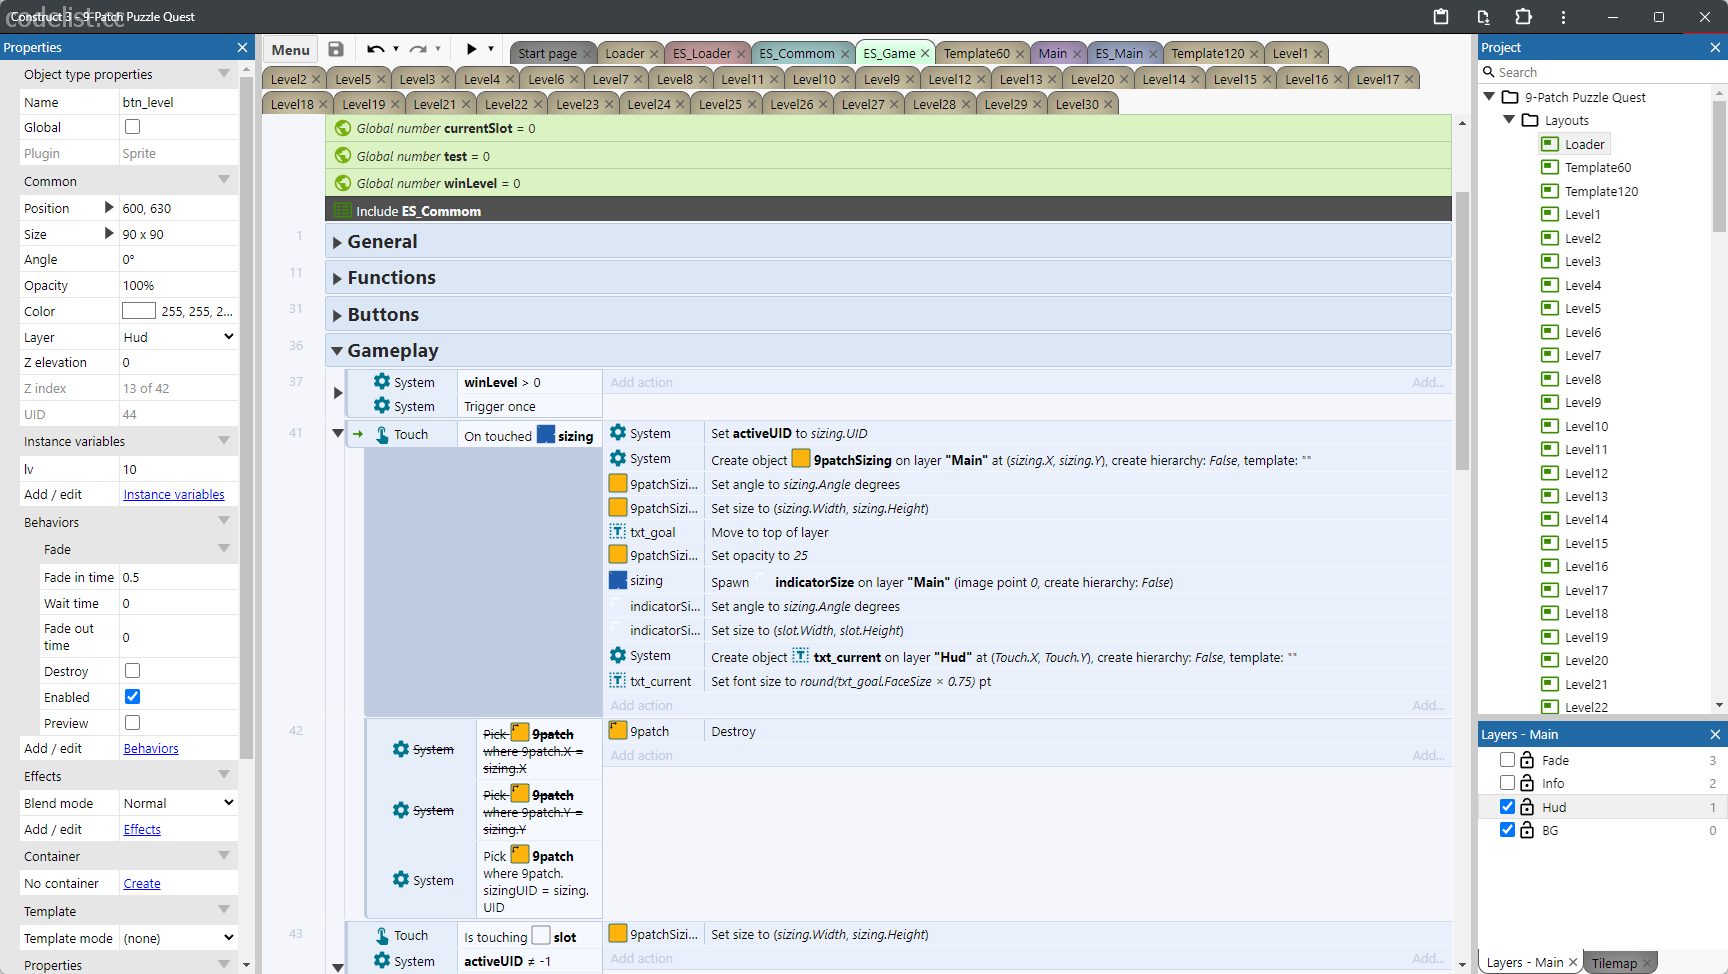 Construct 3 - 9-Patch Puzzle Quest
codelist.cc
Properties
Object type properties
Name btn_level
Global
Plugin Sprite
Common
Position 600, 630
Size 90 x 90
Angle 0°
Opacity 100%
Color 255, 255, 2...
Layer Hud
Z elevation 0
Z index 13 of 42
UID 44
Instance variables
lv 10
Add / edit Instance variables
Behaviors
Fade
Fade in time 0.5
Wait time 0
Fade out time 0
Destroy
Enabled
Preview
Add / edit Behaviors
Effects
Blend mode Normal
Add / edit Effects
Container
No container Create
Template
Template mode (none)
Properties
Menu
Start page Loader ES_Loader ES_Commom ES_Game Template60 Main ES_Main Template120 Level1
Level2 Level5 Level3 Level4 Level6 Level7 Level8 Level11 Level10 Level9 Level12 Level13 Level20 Level14 Level15 Level16 Level17
Level18 Level19 Level21 Level22 Level23 Level24 Level25 Level26 Level27 Level28 Level29 Level30
Global number currentSlot = 0
Global number test = 0
Global number winLevel = 0
Include ES_Commom
1 General
11 Functions
31 Buttons
36 Gameplay
37 System winLevel > 0 Add action Add...
System Trigger once
41 Touch On touched sizing
System Set activeUID to sizing.UID
System Create object 9patchSizing on layer "Main" at (sizing.X, sizing.Y), create hierarchy: False, template: ""
9patchSizi... Set angle to sizing.Angle degrees
9patchSizi... Set size to (sizing.Width, sizing.Height)
txt_goal Move to top of layer
9patchSizi... Set opacity to 25
sizing Spawn indicatorSize on layer "Main" (image point 0, create hierarchy: False)
indicatorSi... Set angle to sizing.Angle degrees
indicatorSi... Set size to (slot.Width, slot.Height)
System Create object txt_current on layer "Hud" at (Touch.X, Touch.Y), create hierarchy: False, template: ""
txt_current Set font size to round(txt_goal.FaceSize × 0.75) pt
Add action Add...
42 System Pick 9patch
where 9patch.X =
sizing.X
9patch Destroy
Add action Add...
System Pick 9patch
where 9patch.Y =
sizing.Y
System Pick 9patch
where 9patch.
sizingUID = sizing.
UID
43 Touch Is touching slot
9patchSizi... Set size to (sizing.Width, sizing.Height)
System activeUID ≠ -1
Add action Add...
Project
Search
9-Patch Puzzle Quest
Layouts
Loader
Template60
Template120
Level1
Level2
Level3
Level4
Level5
Level6
Level7
Level8
Level9
Level10
Level11
Level12
Level13
Level14
Level15
Level16
Level17
Level18
Level19
Level20
Level21
Level22
Layers - Main
Fade 3
Info 2
Hud 1
BG 0
Layers - Main Tilemap